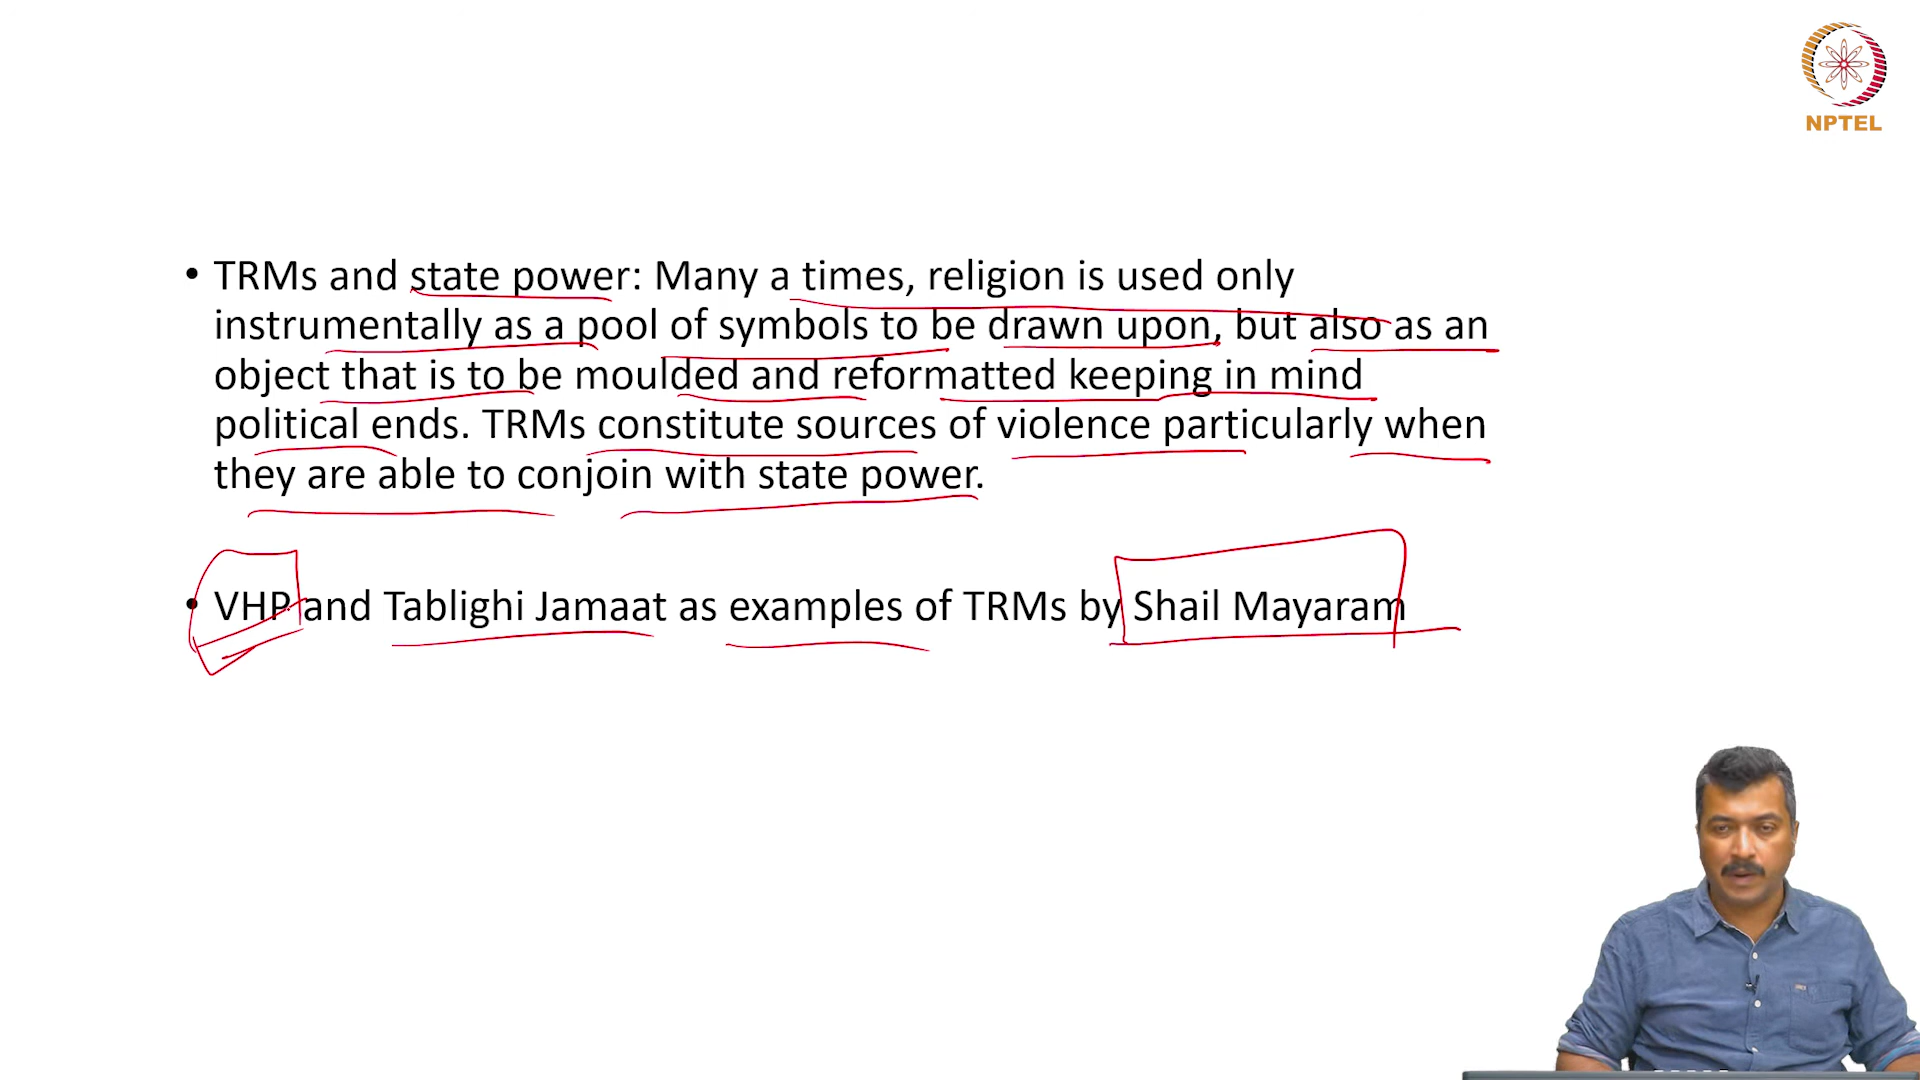 NPTEL
• TRMs and state power: Many a times, religion is used only
instrumentally as a pool of symbols to be drawn upon, but also as an
object that is to be moulded and reformatted keeping in mind
political ends. TRMs constitute sources of violence particularly when
they are able to conjoin with state power.
• VHP and Tablighi Jamaat as examples of TRMs by Shail Mayaram